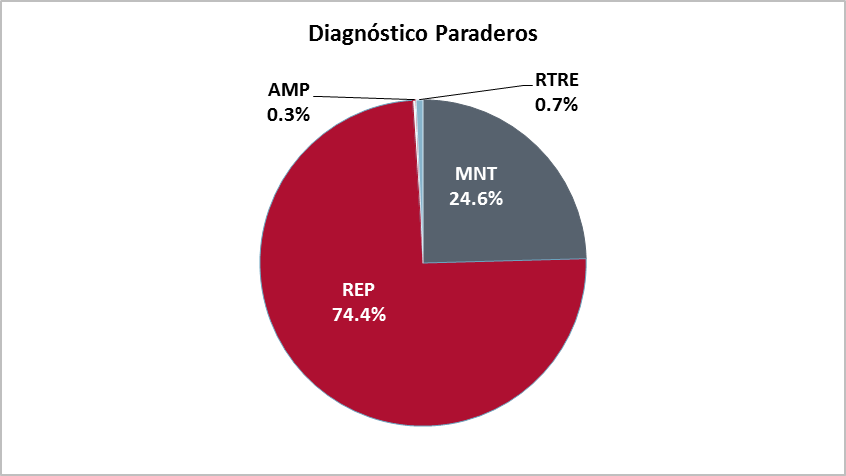 Diagnóstico Paraderos
AMP
0.3%
RTRE
0.7%
MNT
24.6%
REP
74.4%